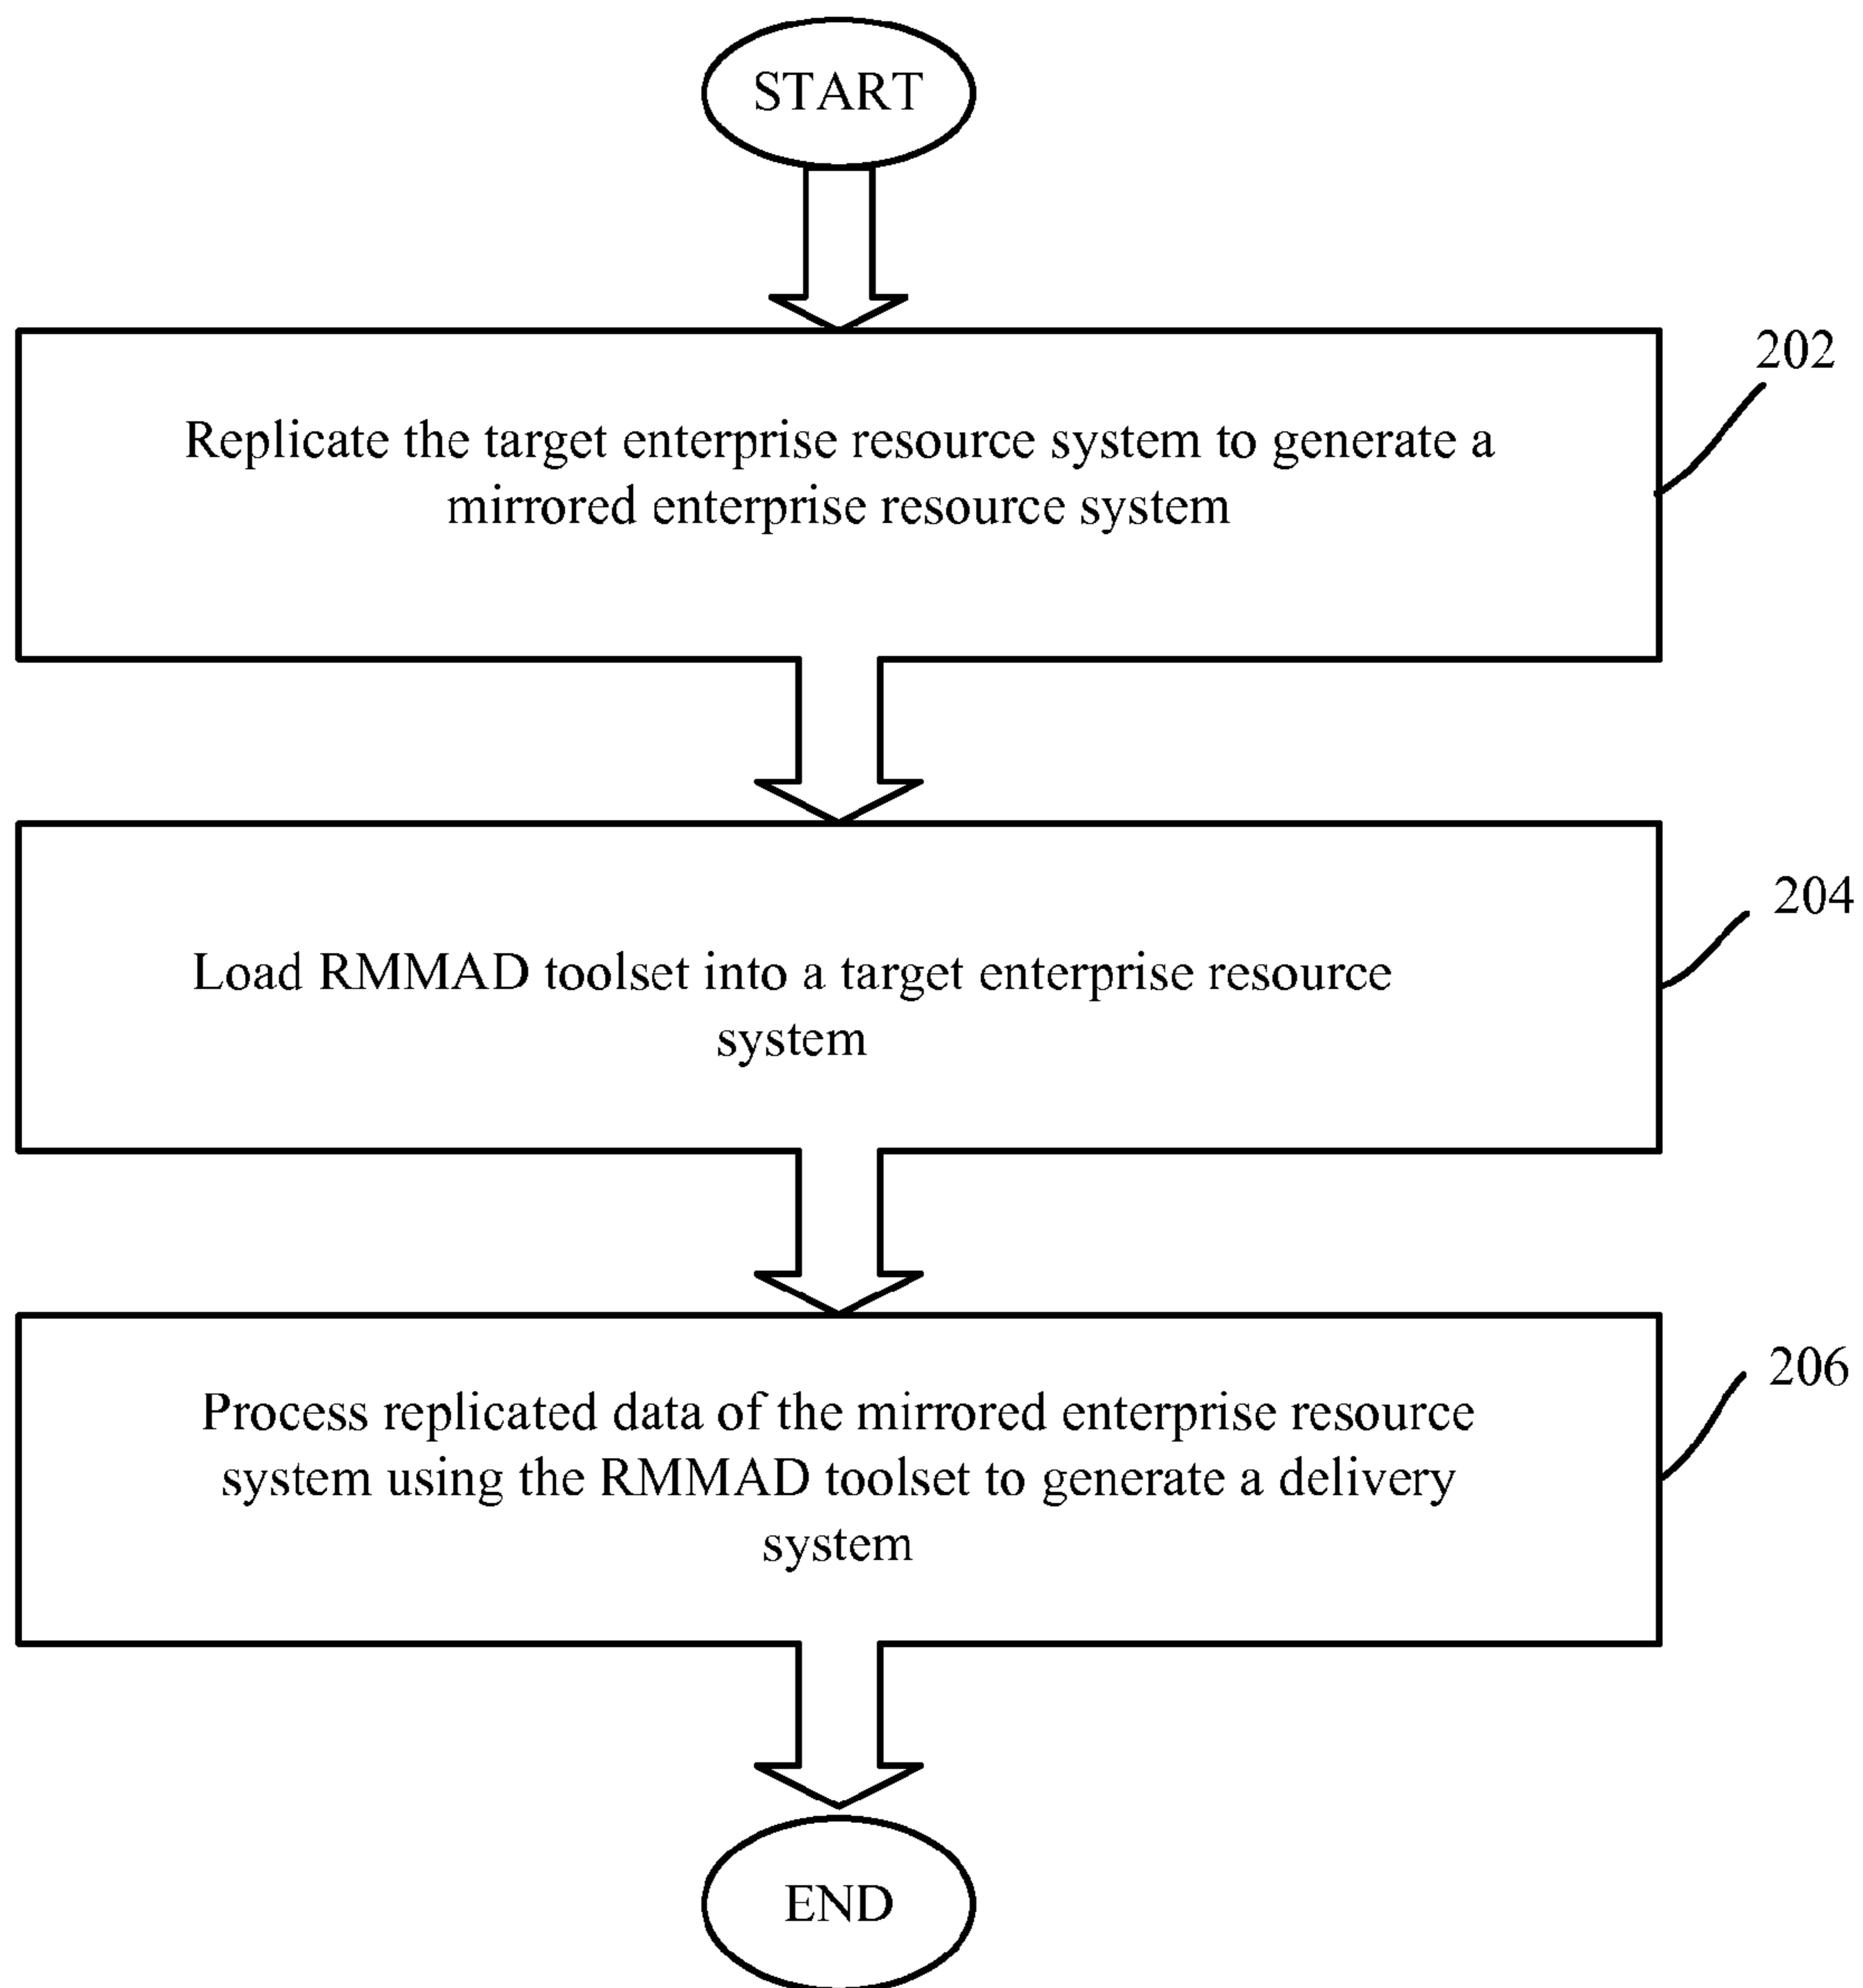 START
202
Replicate the target enterprise resource system to generate a
mirrored enterprise resource system
204
Load RMMAD toolset into a target enterprise resource
system
206
Process replicated data of the mirrored enterprise resource
system using the RMMAD toolset to generate a delivery
system
END